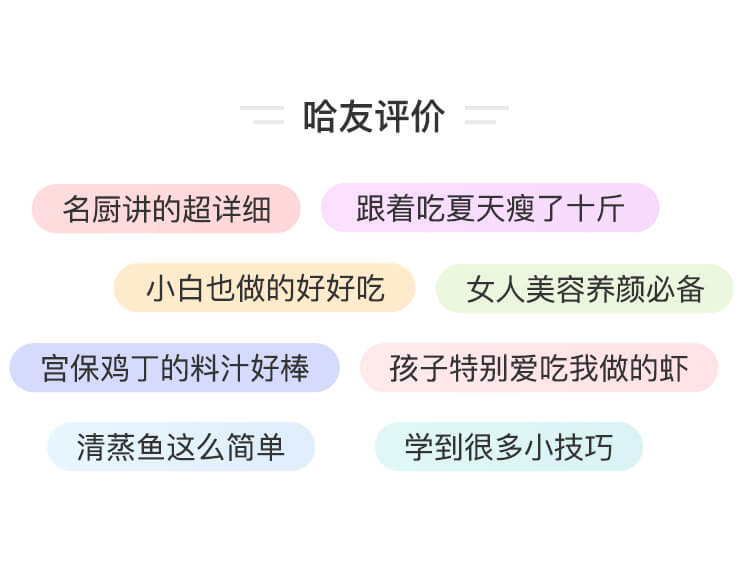 哈友评价
名厨讲的超详细
跟着吃夏天瘦了十斤
小白也做的好好吃
女人美容养颜必备
宫保鸡丁的料汁好棒
孩子特别爱吃我做的虾
清蒸鱼这么简单
学到很多小技巧